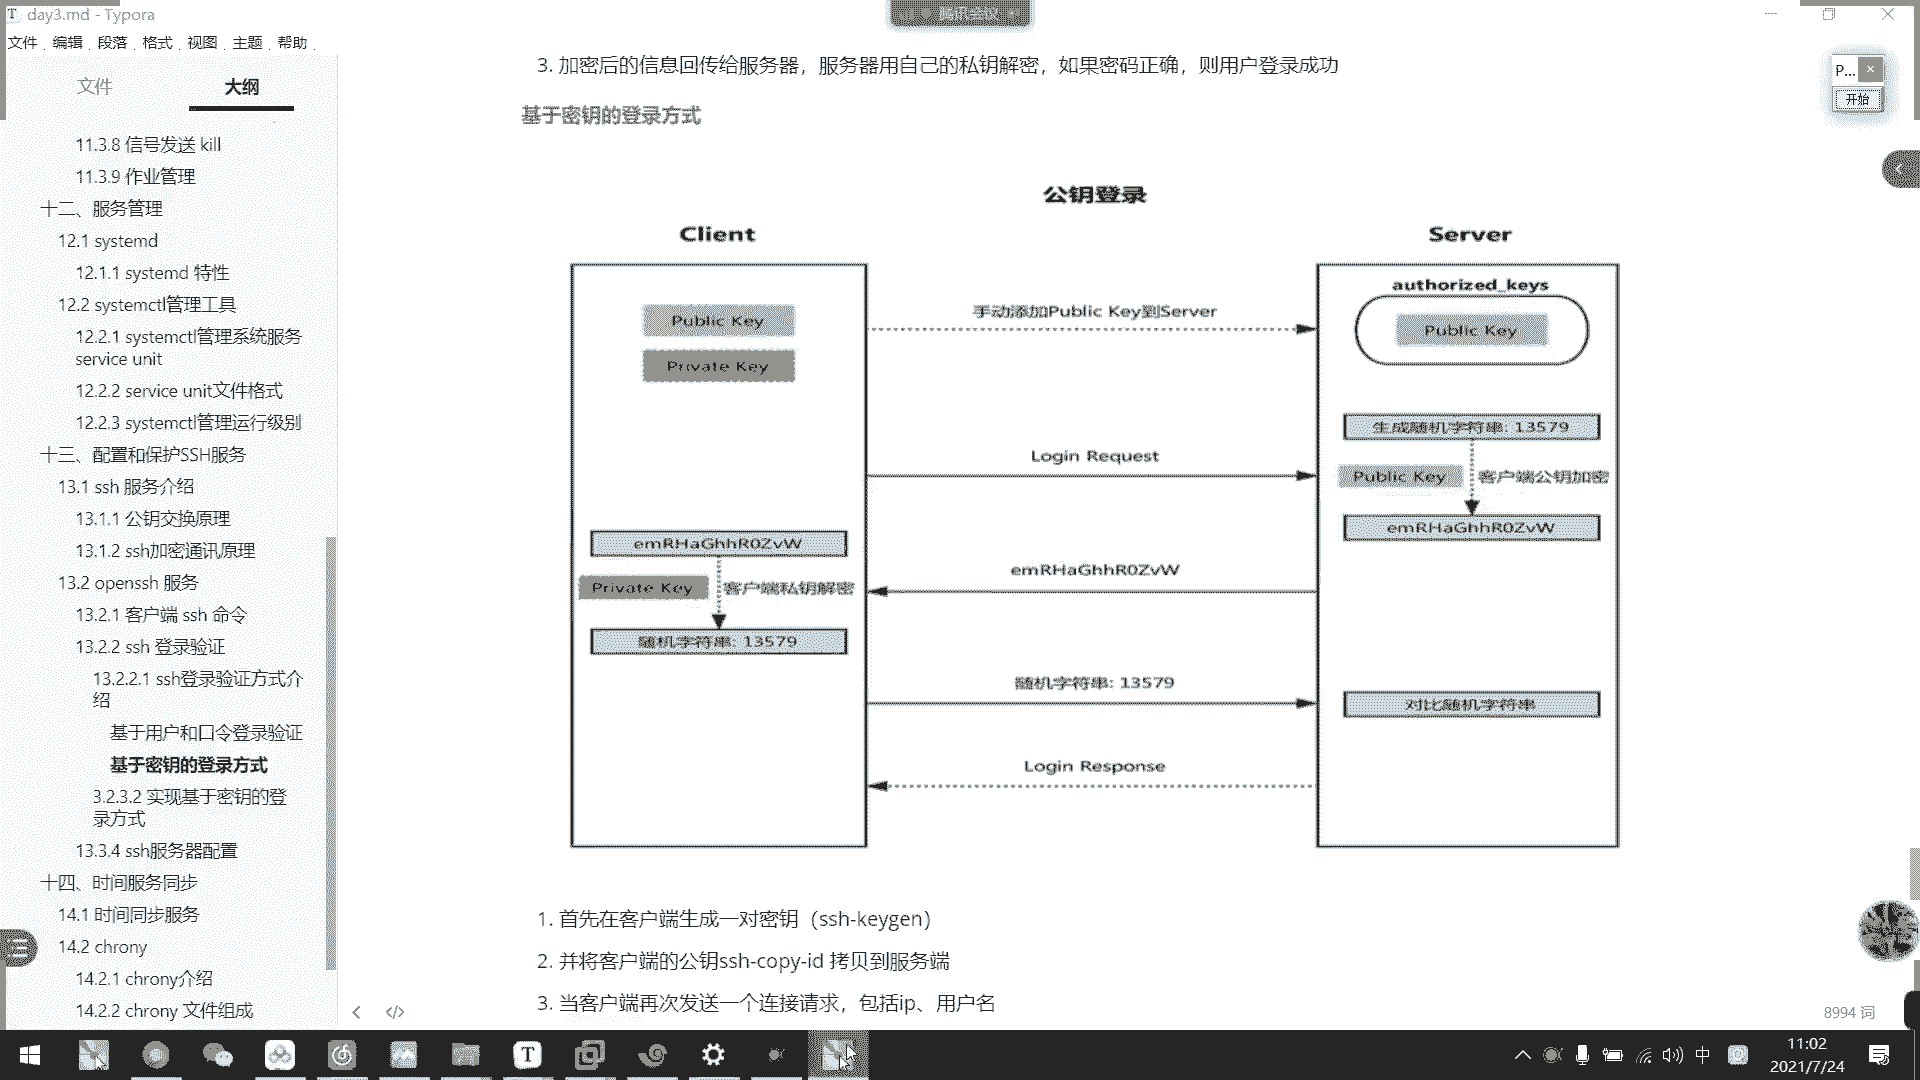 day3.md - Typora
腾讯会议
文件 编辑 段落 格式 视图 主题 帮助
文件 大纲
11.3.8 信号发送 kill
11.3.9 作业管理
十二、服务管理
12.1 systemd
12.1.1 systemd 特性
12.2 systemctl管理工具
12.2.1 systemctl管理系统服务
service unit
12.2.2 service unit文件格式
12.2.3 systemctl管理运行级别
十三、配置和保护SSH服务
13.1 ssh 服务介绍
13.1.1 公钥交换原理
13.1.2 ssh加密通讯原理
13.2 openssh 服务
13.2.1 客户端 ssh 命令
13.2.2 ssh 登录验证
13.2.2.1 ssh登录验证方式介
绍
基于用户和口令登录验证
基于密钥的登录方式
3.2.3.2 实现基于密钥的登
录方式
13.3.4 ssh服务器配置
十四、时间服务同步
14.1 时间同步服务
14.2 chrony
14.2.1 chrony介绍
14.2.2 chrony 文件组成
3. 加密后的信息回传给服务器，服务器用自己的私钥解密，如果密码正确，则用户登录成功
基于密钥的登录方式
公钥登录
Client
Server
authorized_keys
Public Key
手动添加Public Key到Server
Public Key
Private Key
生成随机字符串: 13579
Login Request
Public Key 客户端公钥加密
emRHaGhhR0ZvW
emRHaGhhR0ZvW
emRHaGhhR0ZvW
Private Key 客户端私钥解密
随机字符串: 13579
随机字符串: 13579
对比随机字符串
Login Response
1. 首先在客户端生成一对密钥（ssh-keygen）
2. 并将客户端的公钥ssh-copy-id 拷贝到服务端
3. 当客户端再次发送一个连接请求，包括ip、用户名
8994 词
P...
开始
中
11:02
2021/7/24